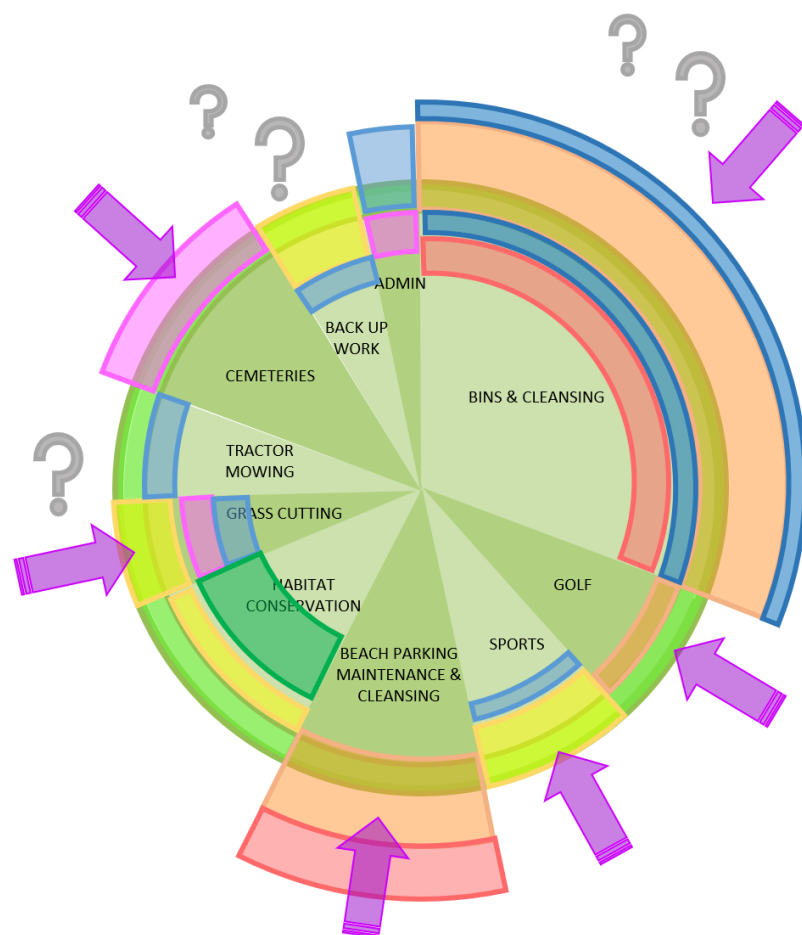 ADMIN
BACK UP
WORK
CEMETERIES
BINS & CLEANSING
TRACTOR
MOWING
GRASS CUTTING
HABITAT
CONSERVATION
GOLF
SPORTS
BEACH PARKING
MAINTENANCE &
CLEANSING
?
?
?
?
?